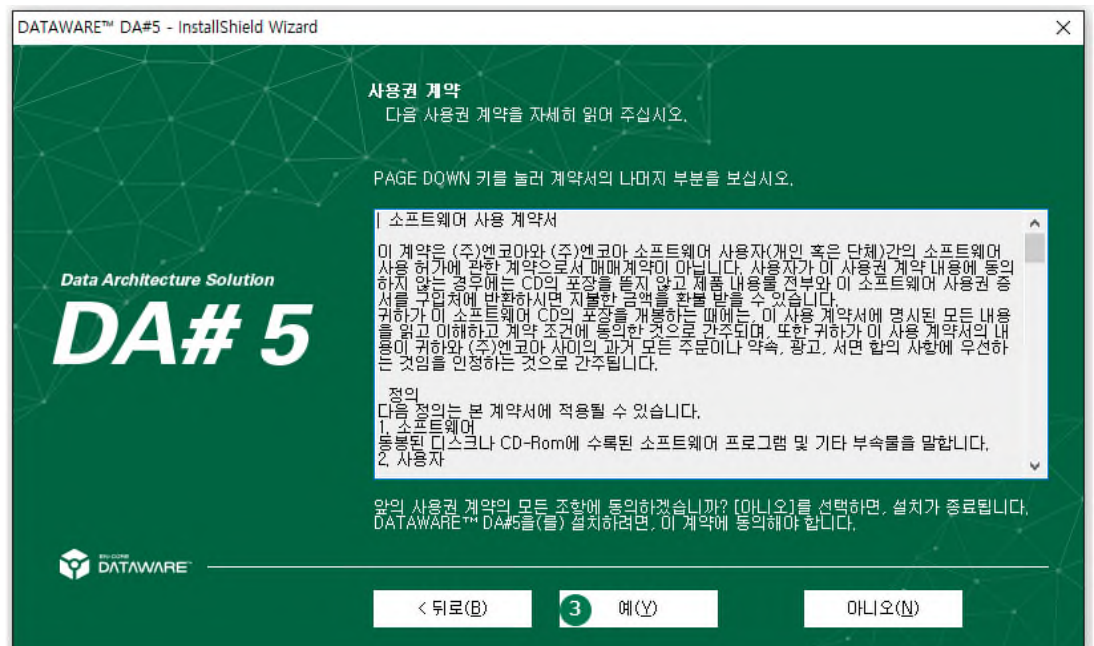 DATAWARE™ DA#5 - InstallShield Wizard
사용권 계약
다음 사용권 계약을 자세히 읽어 주십시오.
PAGE DOWN 키를 눌러 계약서의 나머지 부분을 보십시오.
소프트웨어 사용 계약서
이 계약은 (주)엔코아와 (주)엔코아 소프트웨어 사용자(개인 혹은 단체)간의 소프트웨어
사용 허가에 관한 계약으로서 매매계약이 아닙니다. 사용자가 이 사용권 계약 내용에 동의
하지 않는 경우에는 CD의 포장을 뜯지 않고 제품 내용물 전부와 이 소프트웨어 사용권 증
서를 구입처에 반환하시면 지불한 금액을 환불 받을 수 있습니다.
귀하가 이 소프트웨어 CD의 포장을 개봉하는 때에는, 이 사용 계약서에 명시된 모든 내용
을 읽고 이해하고 계약 조건에 동의한 것으로 간주되며, 또한 귀하가 이 사용 계약서의 내
용이 귀하와 (주)엔코아 사이의 과거 모든 주문이나 약속, 광고, 서면 합의 사항에 우선하
는 것임을 인정하는 것으로 간주됩니다.
정의
다음 정의는 본 계약서에 적용될 수 있습니다.
1. 소프트웨어
동봉된 디스크나 CD-Rom에 수록된 소프트웨어 프로그램 및 기타 부속물을 말합니다.
2. 사용자
Data Architecture Solution
DA# 5
앞의 사용권 계약의 모든 조항에 동의하겠습니까? [아니오]를 선택하면, 설치가 종료됩니다.
DATAWARE™ DA#5을(를) 설치하려면, 이 계약에 동의해야 합니다.
EN-CORE
DATAWARE™
< 뒤로(B)
3 예(Y)
아니오(N)